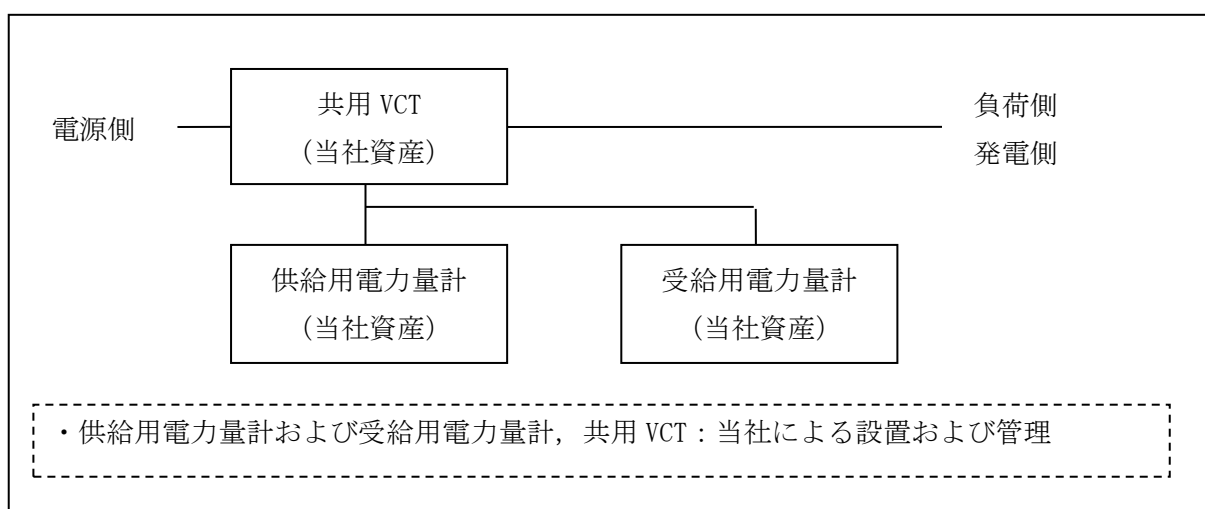 電源側
共用 VCT
（当社資産）
負荷側
発電側
供給用電力量計
（当社資産）
受給用電力量計
（当社資産）
・供給用電力量計および受給用電力量計，共用 VCT：当社による設置および管理